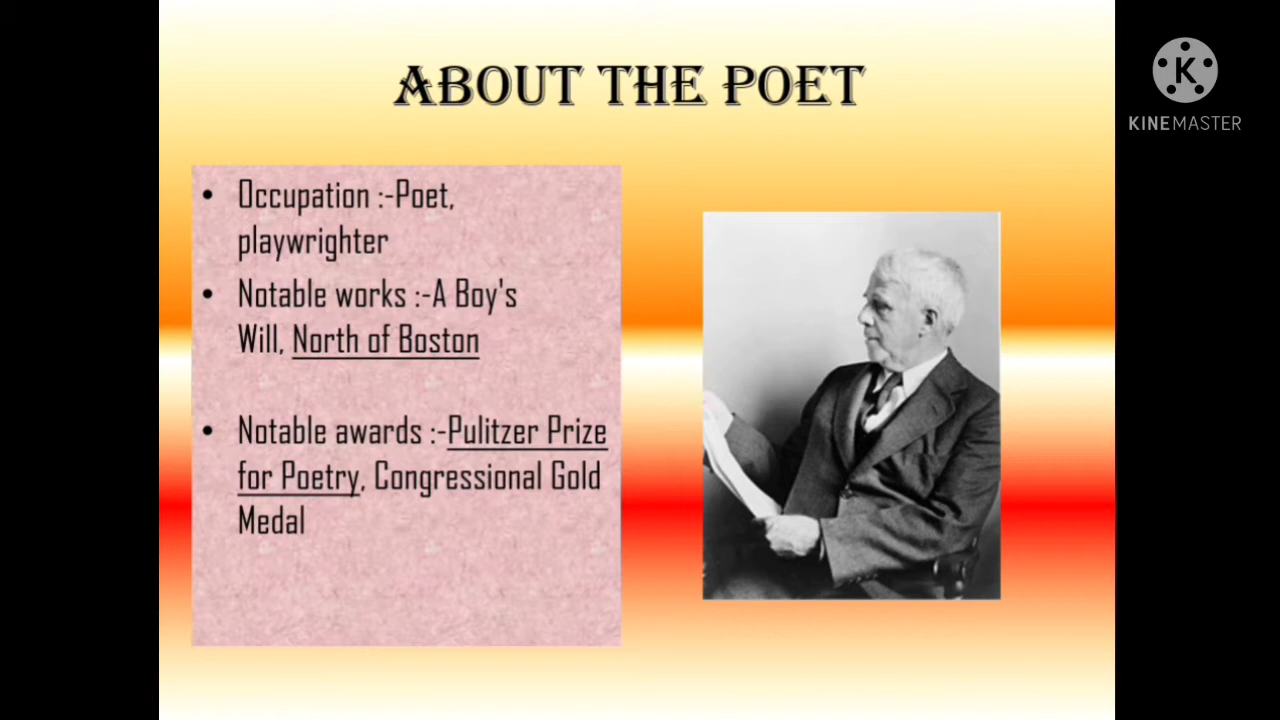 ABOUT THE POET
K
KINEMASTER
• Occupation :-Poet,
playwrighter
• Notable works :-A Boy's
Will, North of Boston
• Notable awards :-Pulitzer Prize
for Poetry, Congressional Gold
Medal